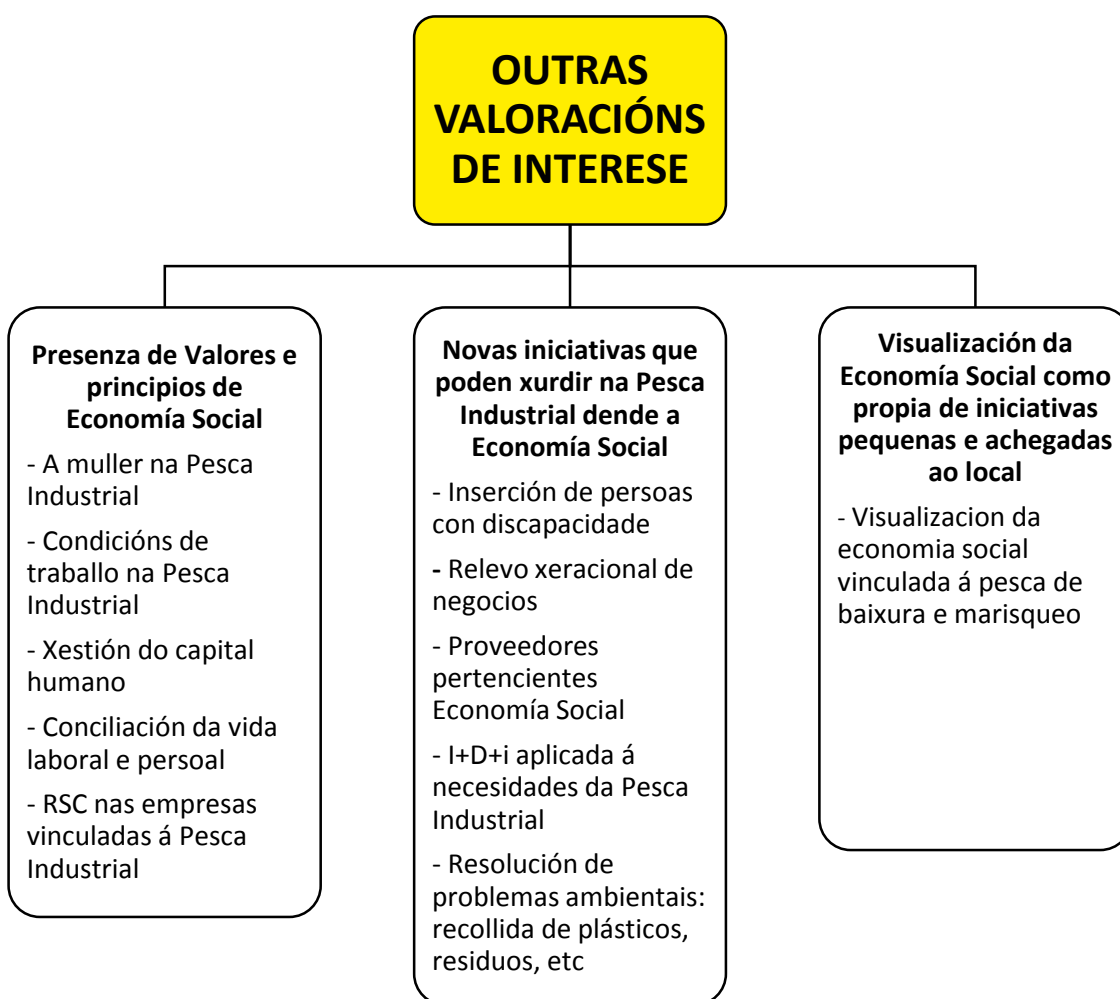 OUTRAS
VALORACIÓNS
DE INTERESE
Presenza de Valores e
principios de
Economía Social
- A muller na Pesca
Industrial
- Condicións de
traballo na Pesca
Industrial
- Xestión do capital
humano
- Conciliación da vida
laboral e persoal
- RSC nas empresas
vinculadas á Pesca
Industrial
Novas iniciativas que
poden xurdir na Pesca
Industrial dende a
Economía Social
- Inserción de persoas
con discapacidade
- Relevo xeracional de
negocios
- Proveedores
pertencientes
Economía Social
- I+D+i aplicada á
necesidades da Pesca
Industrial
- Resolución de
problemas ambientais:
recollida de plásticos,
residuos, etc
Visualización da
Economía Social como
propia de iniciativas
pequenas e achegadas
ao local
- Visualizacion da
economia social
vinculada á pesca de
baixura e marisqueo